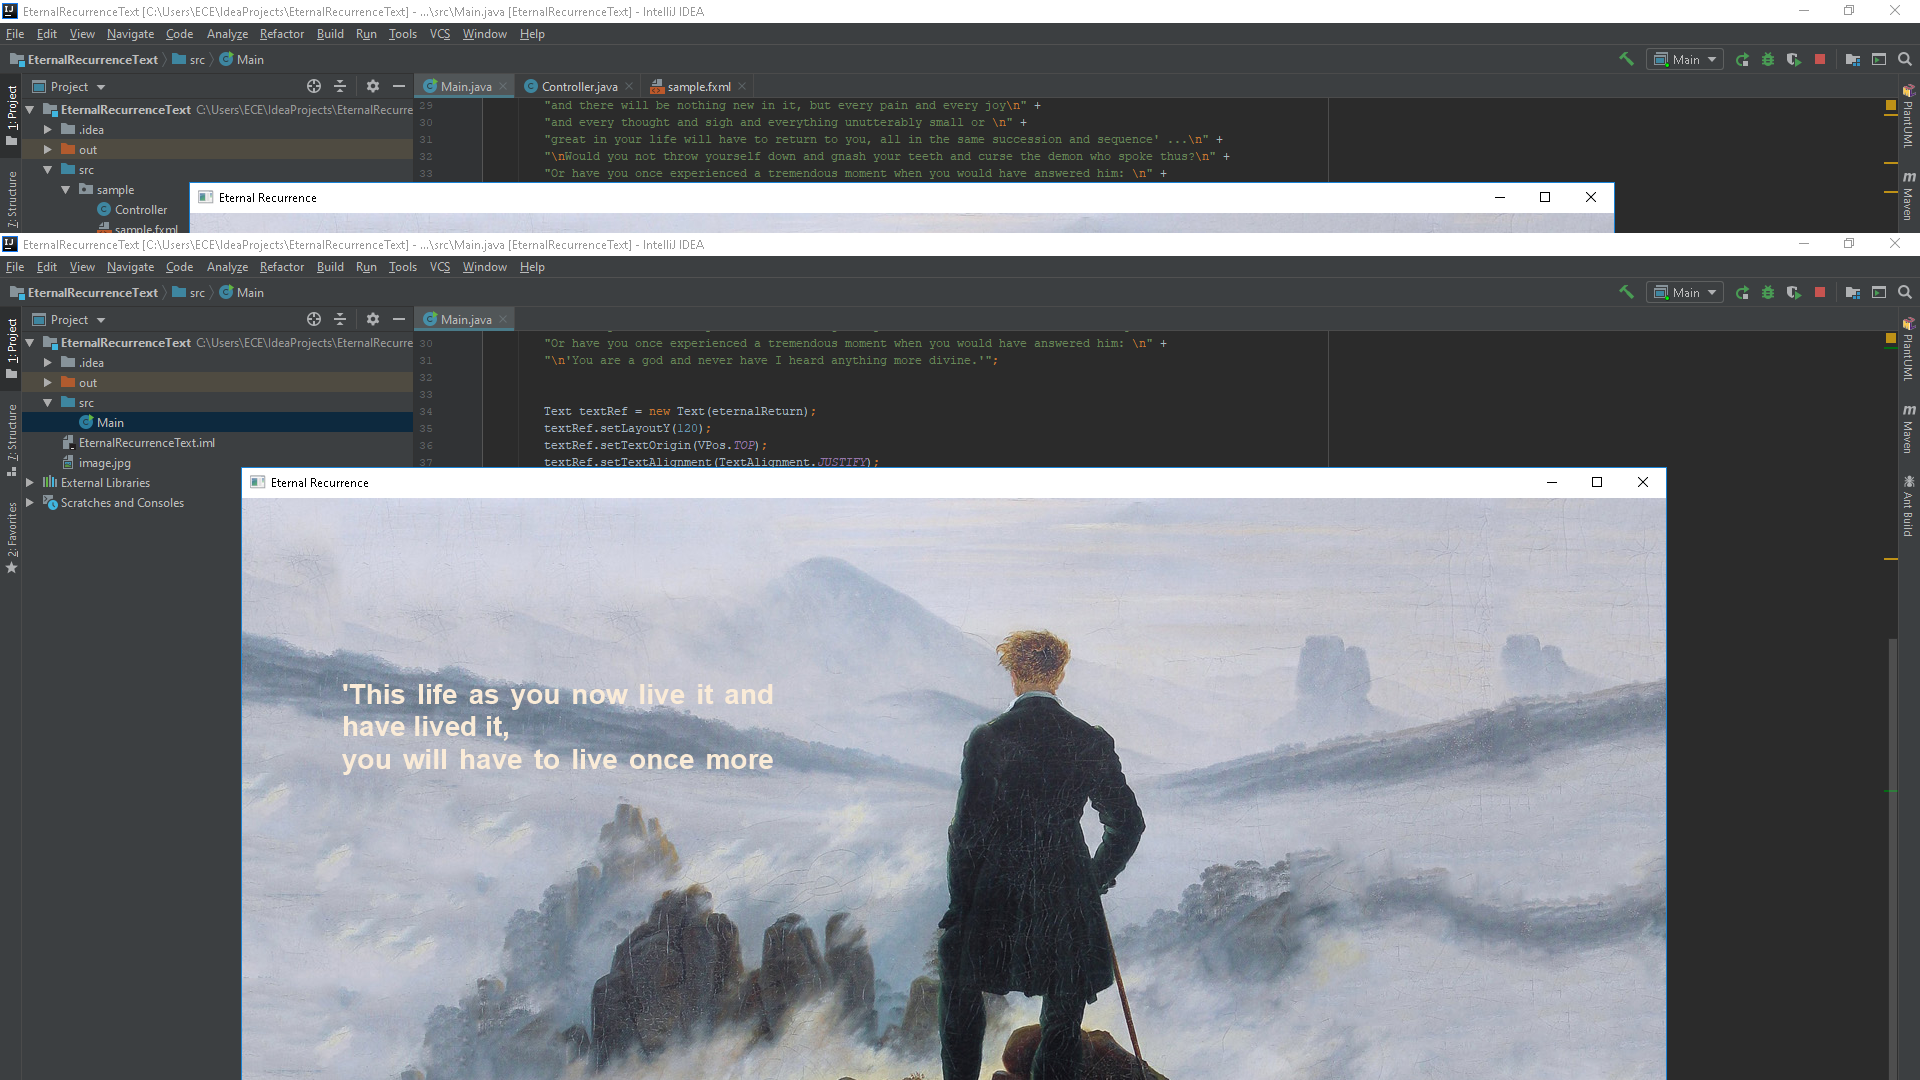 EternalRecurrenceText [C:\Users\ECE\IdeaProjects\EternalRecurrenceText] - ...\src\Main.java [EternalRecurrenceText] - IntelliJ IDEA
File Edit View Navigate Code Analyze Refactor Build Run Tools VCS Window Help
EternalRecurrenceText src Main
Main
Project
Main.java Controller.java sample.fxml
EternalRecurrenceText C:\Users\ECE\IdeaProjects\EternalRecurre
.idea
out
src
sample
Controller
sample.fxml
1: Project
7: Structure
PlantUML
Maven
29 "and there will be nothing new in it, but every pain and every joy\n" +
30 "and every thought and sigh and everything unutterably small or \n" +
31 "great in your life will have to return to you, all in the same succession and sequence' ...\n" +
32 "\nWould you not throw yourself down and gnash your teeth and curse the demon who spoke thus?\n" +
33 "Or have you once experienced a tremendous moment when you would have answered him: \n" +
Eternal Recurrence
EternalRecurrenceText [C:\Users\ECE\IdeaProjects\EternalRecurrenceText] - ...\src\Main.java [EternalRecurrenceText] - IntelliJ IDEA
File Edit View Navigate Code Analyze Refactor Build Run Tools VCS Window Help
EternalRecurrenceText src Main
Main
Project
Main.java
EternalRecurrenceText C:\Users\ECE\IdeaProjects\EternalRecurre
.idea
out
src
Main
EternalRecurrenceText.iml
image.jpg
External Libraries
Scratches and Consoles
1: Project
7: Structure
2: Favorites
PlantUML
Maven
Ant Build
30 "Or have you once experienced a tremendous moment when you would have answered him: \n" +
31 "\n'You are a god and never have I heard anything more divine.'";
32
33
34 Text textRef = new Text(eternalReturn);
35 textRef.setLayoutY(120);
36 textRef.setTextOrigin(VPos.TOP);
37 textRef.setTextAlignment(TextAlignment.JUSTIFY);
Eternal Recurrence
'This life as you now live it and
have lived it,
you will have to live once more